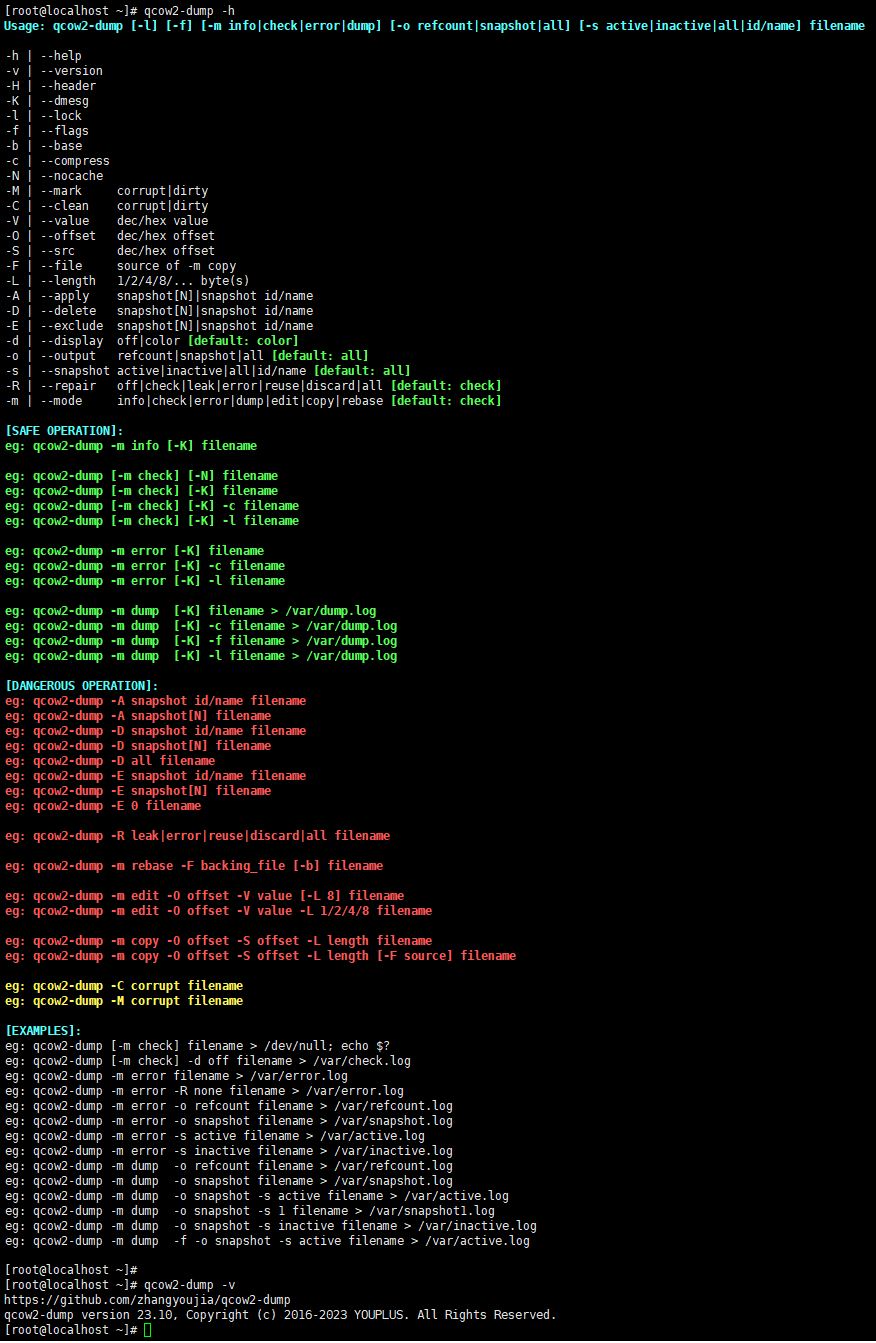 [root@localhost ~]# qcow2-dump -h
Usage: qcow2-dump [-l] [-f] [-m info|check|error|dump] [-o refcount|snapshot|all] [-s active|inactive|all|id/name] filename
-h | --help
-v | --version
-H | --header
-K | --dmesg
-l | --lock
-f | --flags
-b | --base
-c | --compress
-N | --nocache
-M | --mark     corrupt|dirty
-C | --clean    corrupt|dirty
-V | --value    dec/hex value
-O | --offset   dec/hex offset
-S | --src      dec/hex offset
-F | --file     source of -m copy
-L | --length   1/2/4/8/... byte(s)
-A | --apply    snapshot[N]|snapshot id/name
-D | --delete   snapshot[N]|snapshot id/name
-E | --exclude  snapshot[N]|snapshot id/name
-d | --display  off|color [default: color]
-o | --output   refcount|snapshot|all [default: all]
-s | --snapshot active|inactive|all|id/name [default: all]
-R | --repair   off|check|leak|error|reuse|discard|all [default: check]
-m | --mode     info|check|error|dump|edit|copy|rebase [default: check]
[SAFE OPERATION]:
eg: qcow2-dump -m info [-K] filename
eg: qcow2-dump [-m check] [-N] filename
eg: qcow2-dump [-m check] [-K] filename
eg: qcow2-dump [-m check] [-K] -c filename
eg: qcow2-dump [-m check] [-K] -l filename
eg: qcow2-dump -m error [-K] filename
eg: qcow2-dump -m error [-K] -c filename
eg: qcow2-dump -m error [-K] -l filename
eg: qcow2-dump -m dump  [-K] filename > /var/dump.log
eg: qcow2-dump -m dump  [-K] -c filename > /var/dump.log
eg: qcow2-dump -m dump  [-K] -f filename > /var/dump.log
eg: qcow2-dump -m dump  [-K] -l filename > /var/dump.log
[DANGEROUS OPERATION]:
eg: qcow2-dump -A snapshot id/name filename
eg: qcow2-dump -A snapshot[N] filename
eg: qcow2-dump -D snapshot id/name filename
eg: qcow2-dump -D snapshot[N] filename
eg: qcow2-dump -D all filename
eg: qcow2-dump -E snapshot id/name filename
eg: qcow2-dump -E snapshot[N] filename
eg: qcow2-dump -E 0 filename
eg: qcow2-dump -R leak|error|reuse|discard|all filename
eg: qcow2-dump -m rebase -F backing_file [-b] filename
eg: qcow2-dump -m edit -O offset -V value [-L 8] filename
eg: qcow2-dump -m edit -O offset -V value -L 1/2/4/8 filename
eg: qcow2-dump -m copy -O offset -S offset -L length filename
eg: qcow2-dump -m copy -O offset -S offset -L length [-F source] filename
eg: qcow2-dump -C corrupt filename
eg: qcow2-dump -M corrupt filename
[EXAMPLES]:
eg: qcow2-dump [-m check] filename > /dev/null; echo $?
eg: qcow2-dump [-m check] -d off filename > /var/check.log
eg: qcow2-dump -m error filename > /var/error.log
eg: qcow2-dump -m error -R none filename > /var/error.log
eg: qcow2-dump -m error -o refcount filename > /var/refcount.log
eg: qcow2-dump -m error -o snapshot filename > /var/snapshot.log
eg: qcow2-dump -m error -s active filename > /var/active.log
eg: qcow2-dump -m error -s inactive filename > /var/inactive.log
eg: qcow2-dump -m dump  -o refcount filename > /var/refcount.log
eg: qcow2-dump -m dump  -o snapshot filename > /var/snapshot.log
eg: qcow2-dump -m dump  -o snapshot -s active filename > /var/active.log
eg: qcow2-dump -m dump  -o snapshot -s 1 filename > /var/snapshot1.log
eg: qcow2-dump -m dump  -o snapshot -s inactive filename > /var/inactive.log
eg: qcow2-dump -m dump  -f -o snapshot -s active filename > /var/active.log
[root@localhost ~]#
[root@localhost ~]# qcow2-dump -v
https://github.com/zhangyoujia/qcow2-dump
qcow2-dump version 23.10, Copyright (c) 2016-2023 YOUPLUS. All Rights Reserved.
[root@localhost ~]#